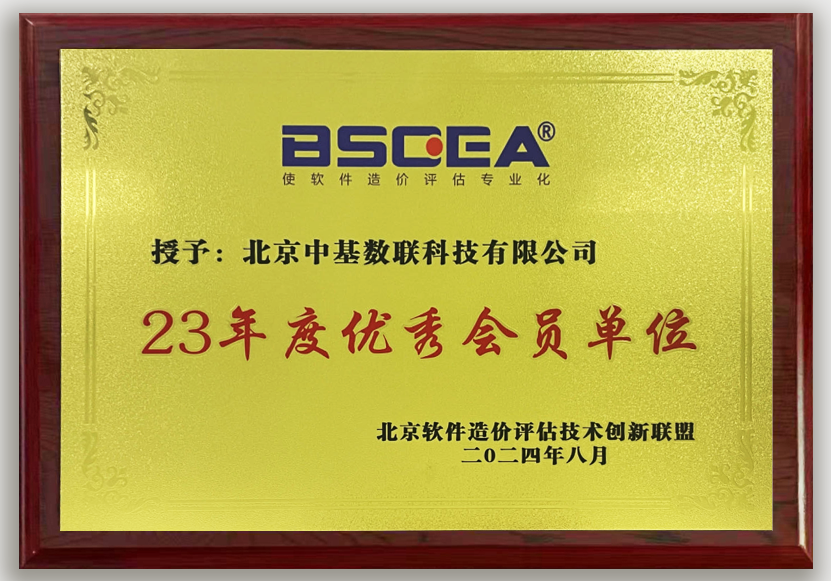 BSCEA®
使软件造价评估专业化
授予：北京中基数联科技有限公司
23年度优秀会员单位
北京软件造价评估技术创新联盟
二0二四年八月